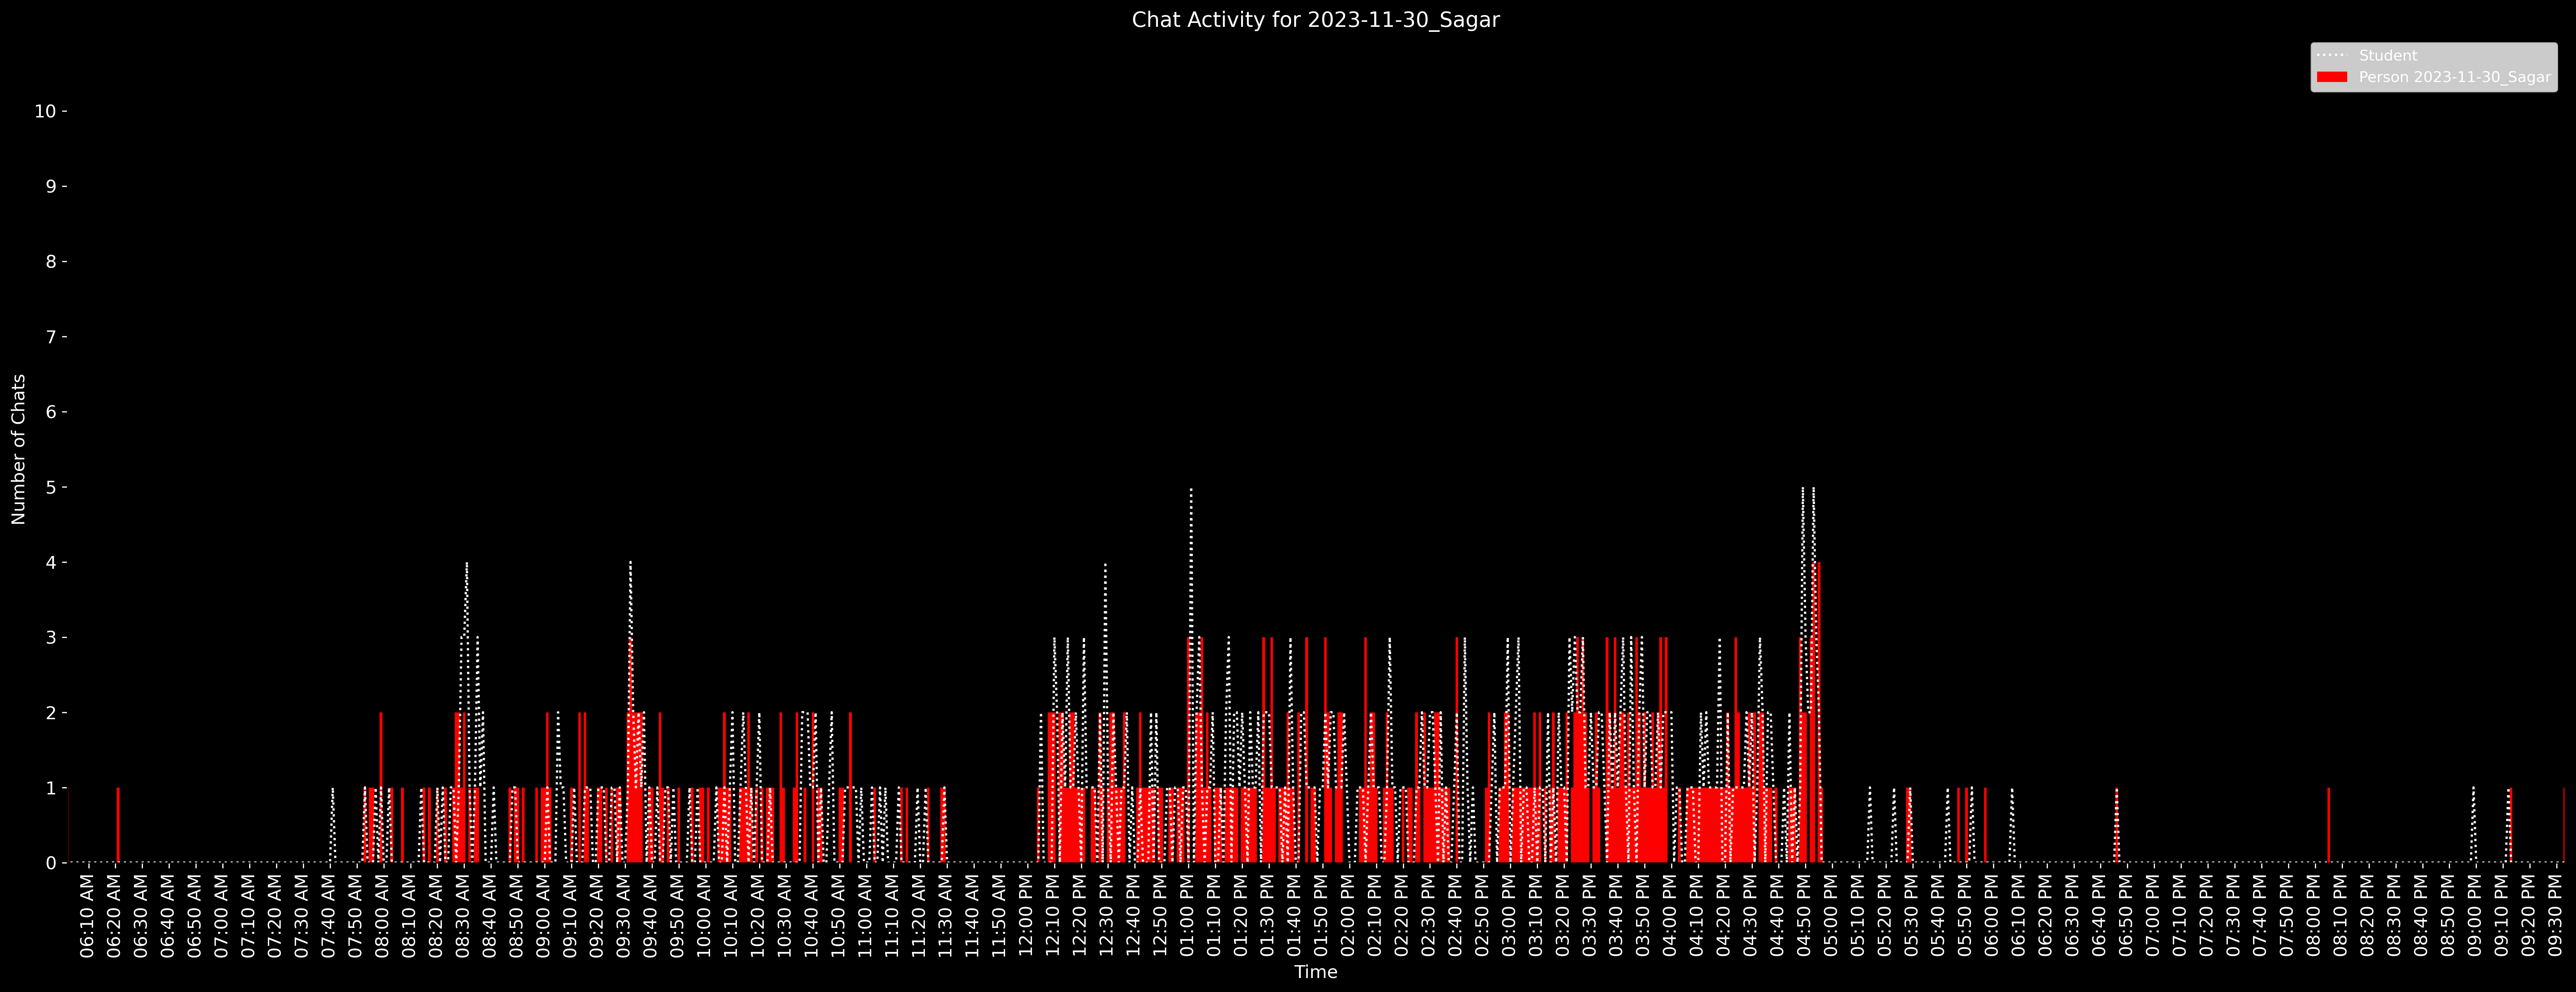 Chat Activity for 2023-11-30_Sagar
Student
Person 2023-11-30_Sagar
Number of Chats
10
9
8
7
6
5
4
3
2
1
0
06:10 AM
06:20 AM
06:30 AM
06:40 AM
06:50 AM
07:00 AM
07:10 AM
07:20 AM
07:30 AM
07:40 AM
07:50 AM
08:00 AM
08:10 AM
08:20 AM
08:30 AM
08:40 AM
08:50 AM
09:00 AM
09:10 AM
09:20 AM
09:30 AM
09:40 AM
09:50 AM
10:00 AM
10:10 AM
10:20 AM
10:30 AM
10:40 AM
10:50 AM
11:00 AM
11:10 AM
11:20 AM
11:30 AM
11:40 AM
11:50 AM
12:00 PM
12:10 PM
12:20 PM
12:30 PM
12:40 PM
12:50 PM
01:00 PM
01:10 PM
01:20 PM
01:30 PM
01:40 PM
01:50 PM
02:00 PM
02:10 PM
02:20 PM
02:30 PM
02:40 PM
02:50 PM
03:00 PM
03:10 PM
03:20 PM
03:30 PM
03:40 PM
03:50 PM
04:00 PM
04:10 PM
04:20 PM
04:30 PM
04:40 PM
04:50 PM
05:00 PM
05:10 PM
05:20 PM
05:30 PM
05:40 PM
05:50 PM
06:00 PM
06:10 PM
06:20 PM
06:30 PM
06:40 PM
06:50 PM
07:00 PM
07:10 PM
07:20 PM
07:30 PM
07:40 PM
07:50 PM
08:00 PM
08:10 PM
08:20 PM
08:30 PM
08:40 PM
08:50 PM
09:00 PM
09:10 PM
09:20 PM
09:30 PM
Time